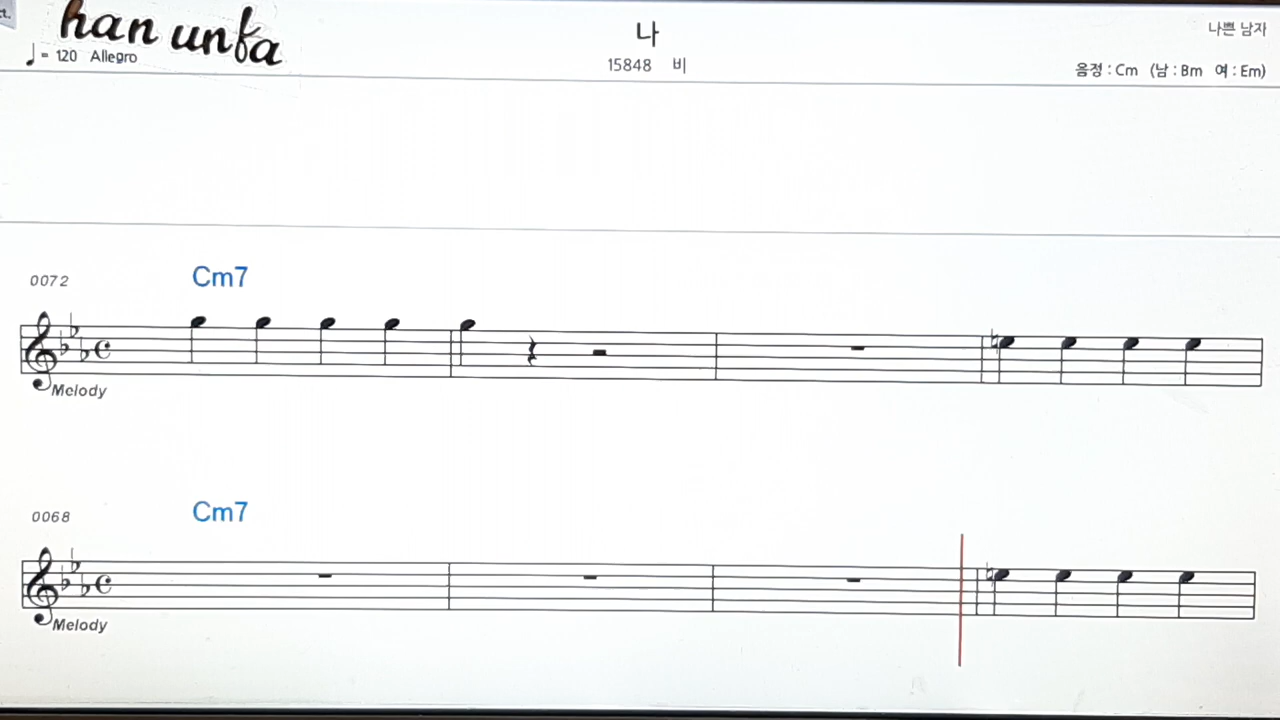 ct.
han unfa
나
나쁜 남자
♩ = 120 Allegro
15848 비
음정 : Cm (남 : Bm 여 : Em)
0072
Cm7
Melody
0068
Cm7
Melody